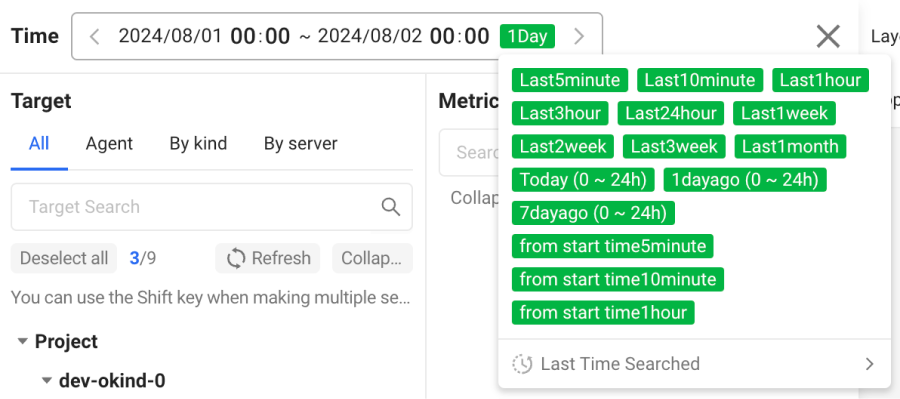 Time 2024/08/01 00:00 ~ 2024/08/02 00:00 1Day
Target
All Agent By kind By server
Target Search
Deselect all 3/9 Refresh Collap...
You can use the Shift key when making multiple se...
Project
dev-okind-0
Metric
Sear
Collap
Last5minute Last10minute Last1hour
Last3hour Last24hour Last1week
Last2week Last3week Last1month
Today (0 ~ 24h) 1dayago (0 ~ 24h)
7dayago (0 ~ 24h)
from start time5minute
from start time10minute
from start time1hour
Last Time Searched
Lay